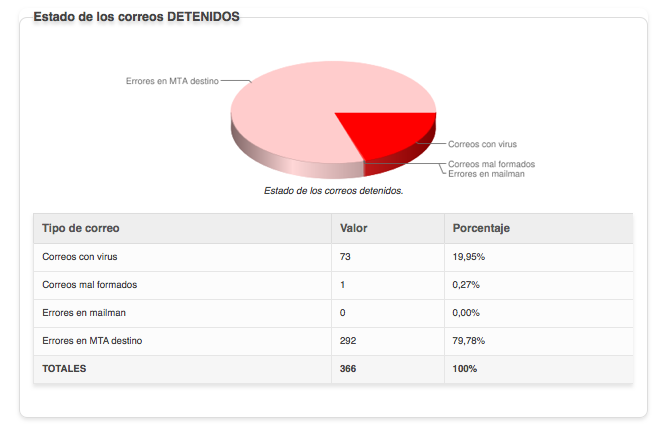 Estado de los correos DETENIDOS
Errores en MTA destino
Correos con virus
Correos mal formados
Errores en mailman
Estado de los correos detenidos.
Tipo de correo Valor Porcentaje
Correos con virus 73 19,95%
Correos mal formados 1 0,27%
Errores en mailman 0 0,00%
Errores en MTA destino 292 79,78%
TOTALES 366 100%